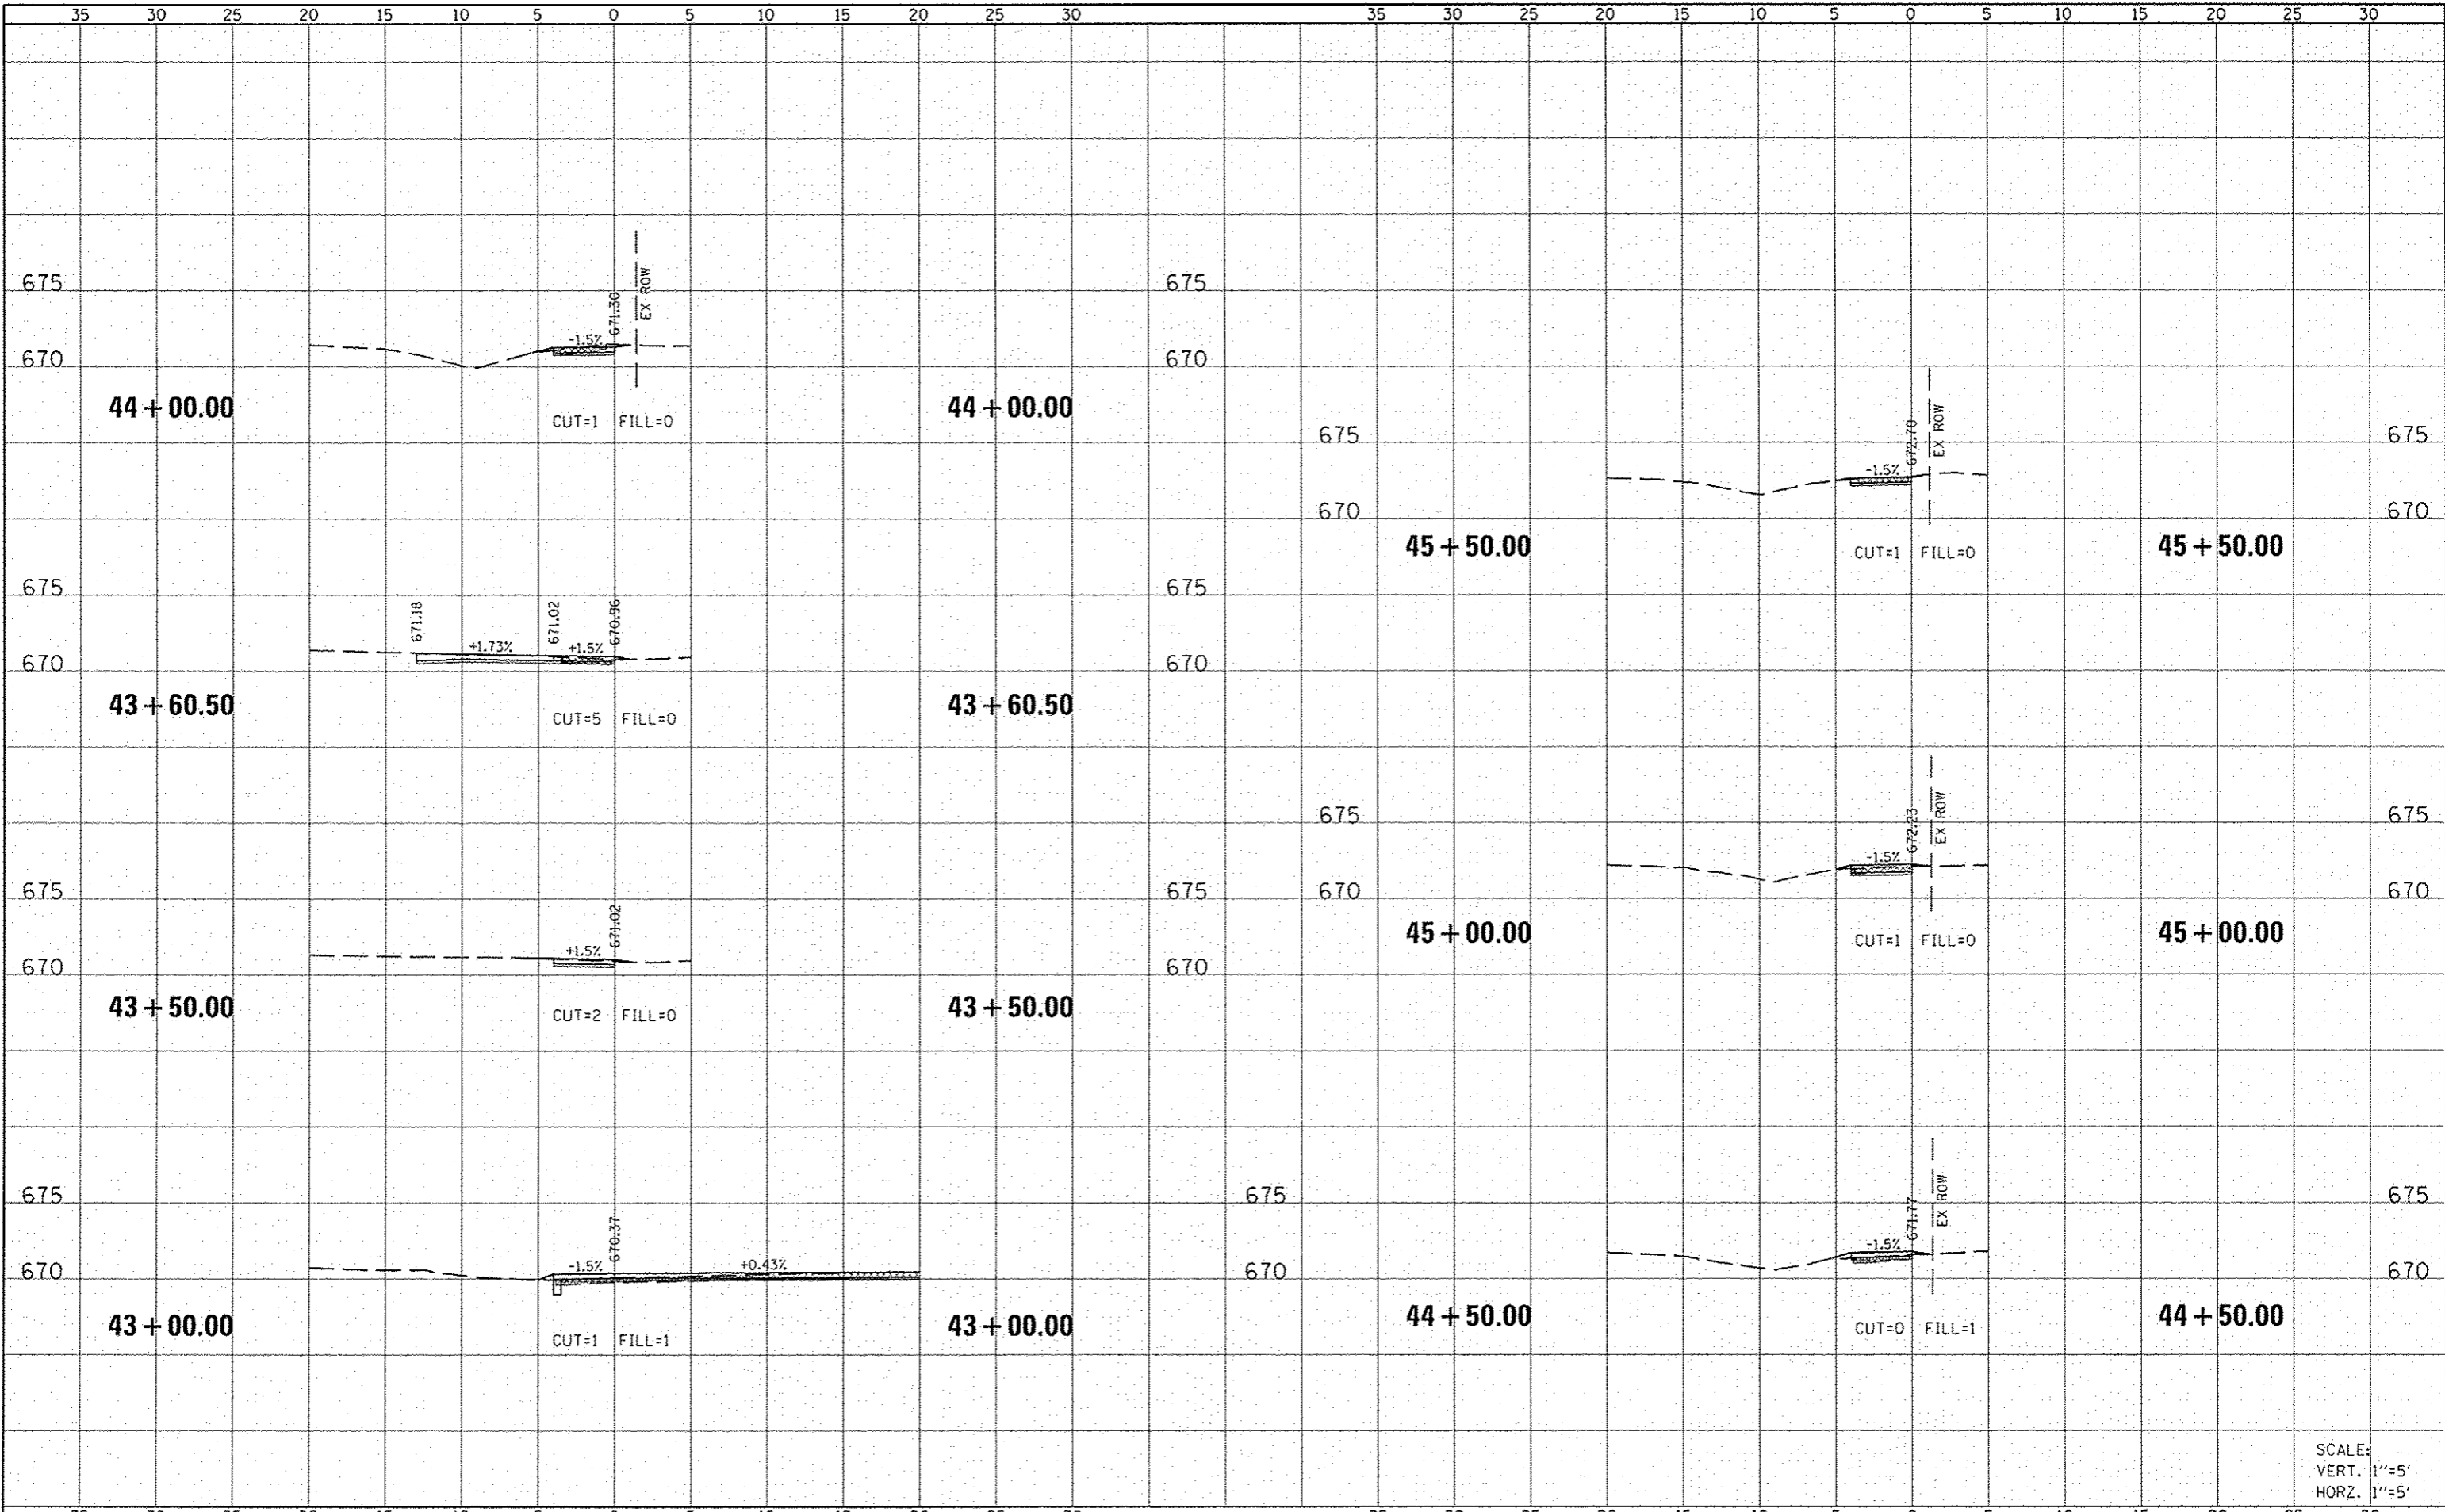 35 30 25 20 15 10 5 0 5 10 15 20 25 30 35 30 25 20 15 10 5 0 5 10 15 20 25 30
675 671.30 EX ROW 675
-1.5%
670 670
44+00.00 CUT=1 FILL=0 44+00.00
675 671.18 671.02 670.96 675
+1.73% +1.5%
670 670
43+60.50 CUT=5 FILL=0 43+60.50
675 671.02 675
+1.5%
670 670
43+50.00 CUT=2 FILL=0 43+50.00
675 670.37 675
-1.5% +0.43%
670 670
43+00.00 CUT=1 FILL=1 43+00.00
675 672.70 EX ROW 675
-1.5%
670 670
45+50.00 CUT=1 FILL=0 45+50.00
675 672.23 EX ROW 675
-1.5%
670 670
45+00.00 CUT=1 FILL=0 45+00.00
671.77 EX ROW 675
-1.5%
670
44+50.00 CUT=0 FILL=1 44+50.00
SCALE:
VERT. 1"=5'
HORZ. 1"=5'